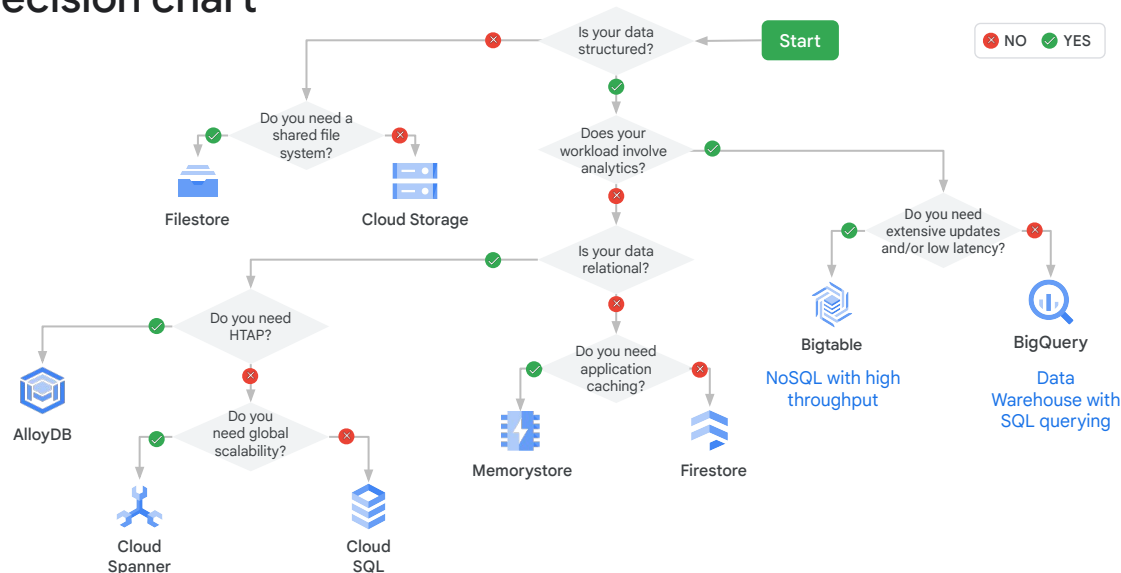 ecision chart
Is your data
structured?
Start
NO
YES
Do you need a
shared file
system?
Does your
workload involve
analytics?
Filestore
Cloud Storage
Do you need
extensive updates
and/or low latency?
Is your data
relational?
Do you need
HTAP?
Bigtable
BigQuery
Do you need
application
caching?
NoSQL with high
throughput
Data
Warehouse with
SQL querying
AlloyDB
Do you
need global
scalability?
Memorystore
Firestore
Cloud
Spanner
Cloud
SQL